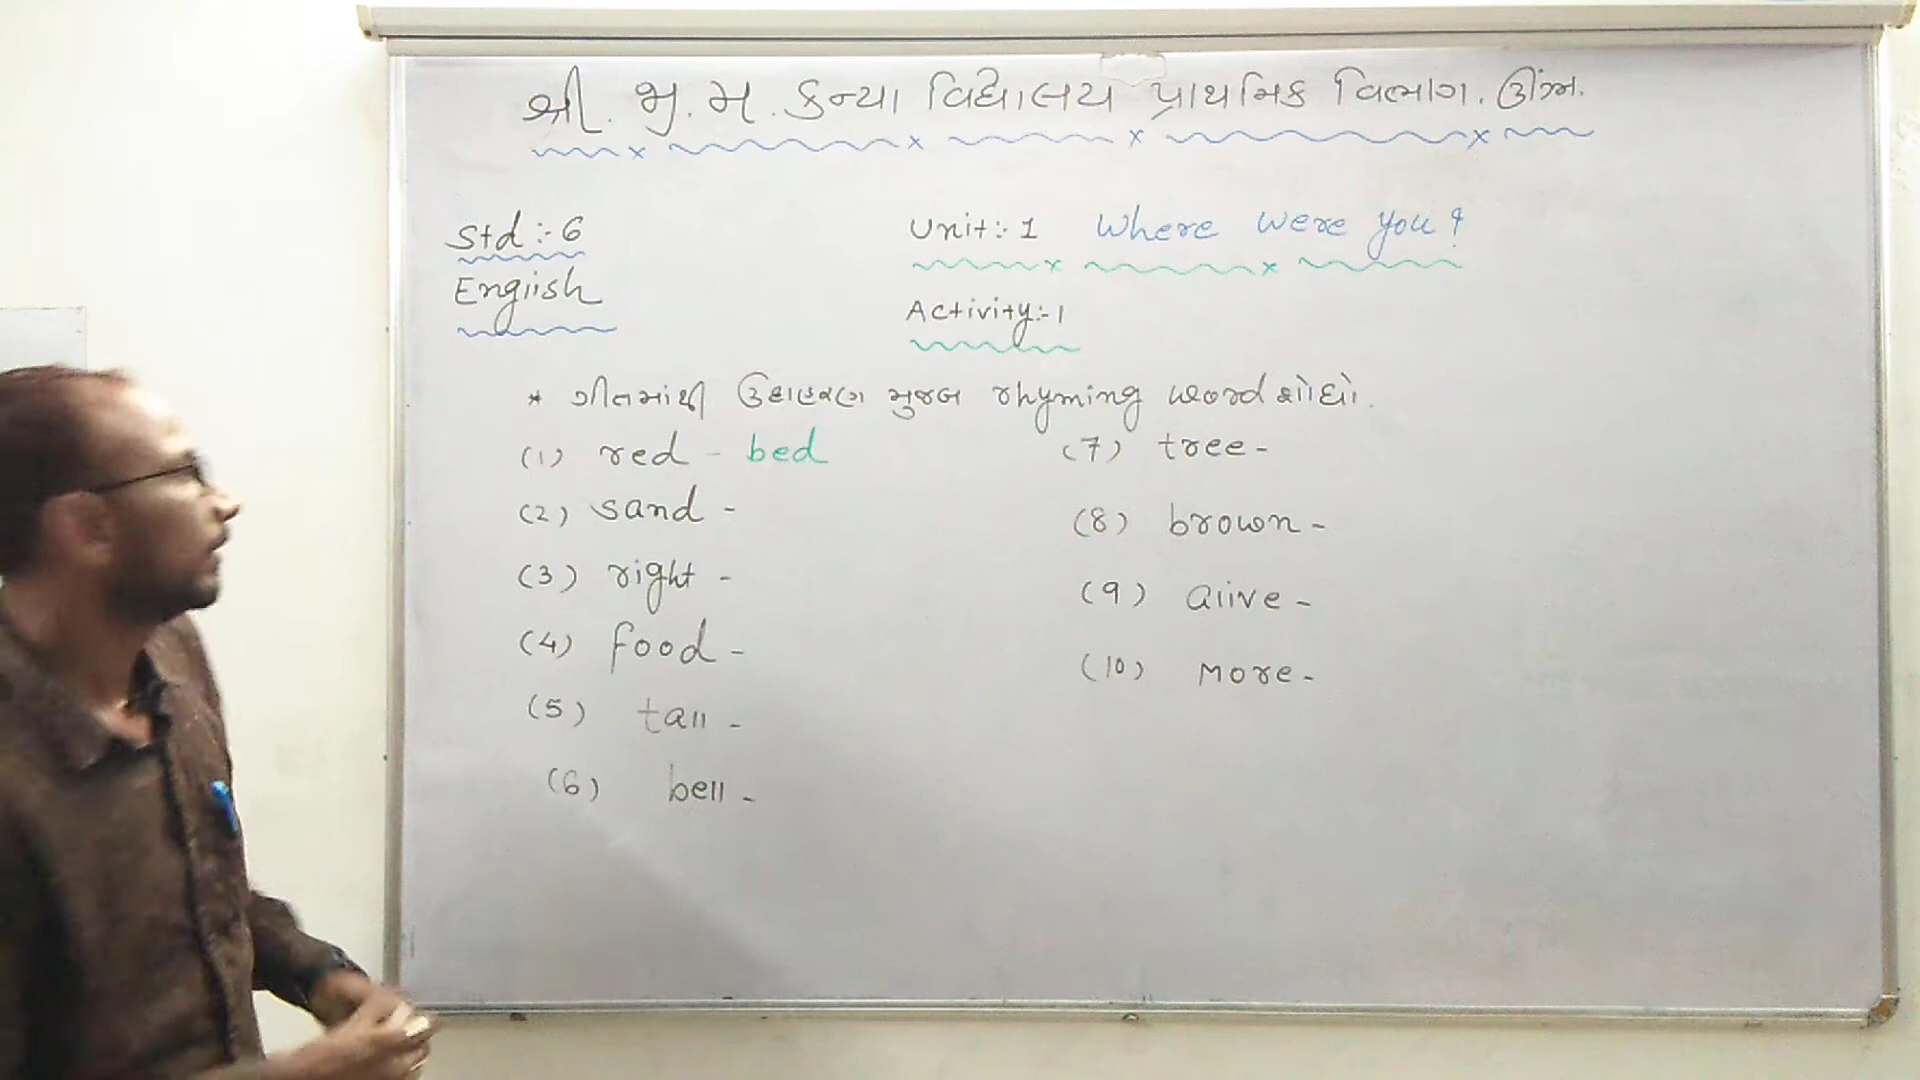 શ્રી. ભુ. મ. કન્યા વિદ્યાલય પ્રાથમિક વિભાગ. ઊંઝા.
Std :- 6
Unit :- 1 Where were you ?
English
Activity :- 1
* ગીતમાંથી ઉદાહરણ મુજબ rhyming word શોધો.
(1) red - bed
(2) sand -
(3) right -
(4) food -
(5) tall -
(6) bell -
(7) tree -
(8) brown -
(9) alive -
(10) More -